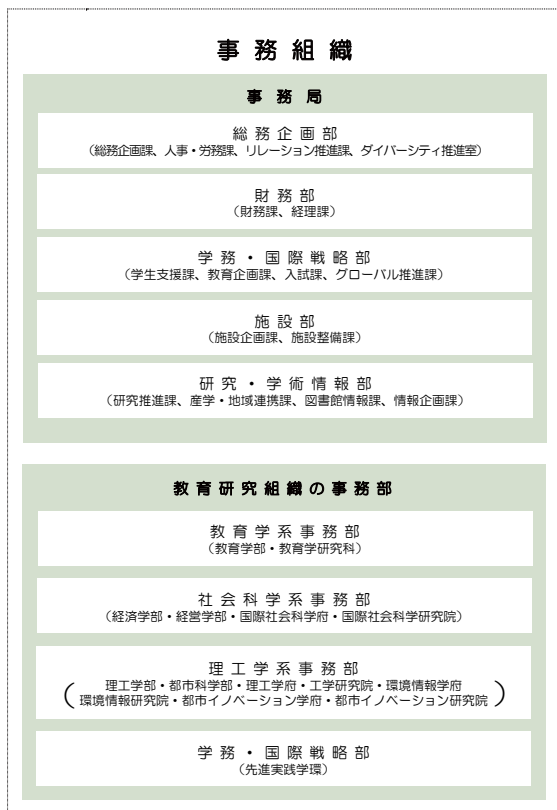 事務組織
事務局
総務企画部
（総務企画課、人事・労務課、リレーション推進課、ダイバーシティ推進室）
財務部
（財務課、経理課）
学務・国際戦略部
（学生支援課、教育企画課、入試課、グローバル推進課）
施設部
（施設企画課、施設整備課）
研究・学術情報部
（研究推進課、産学・地域連携課、図書館情報課、情報企画課）
教育研究組織の事務部
教育学系事務部
（教育学部・教育学研究科）
社会科学系事務部
（経済学部・経営学部・国際社会科学府・国際社会科学研究院）
理工学系事務部
（理工学部・都市科学部・理工学府・工学研究院・環境情報学府
環境情報研究院・都市イノベーション学府・都市イノベーション研究院）
学務・国際戦略部
（先進実践学環）